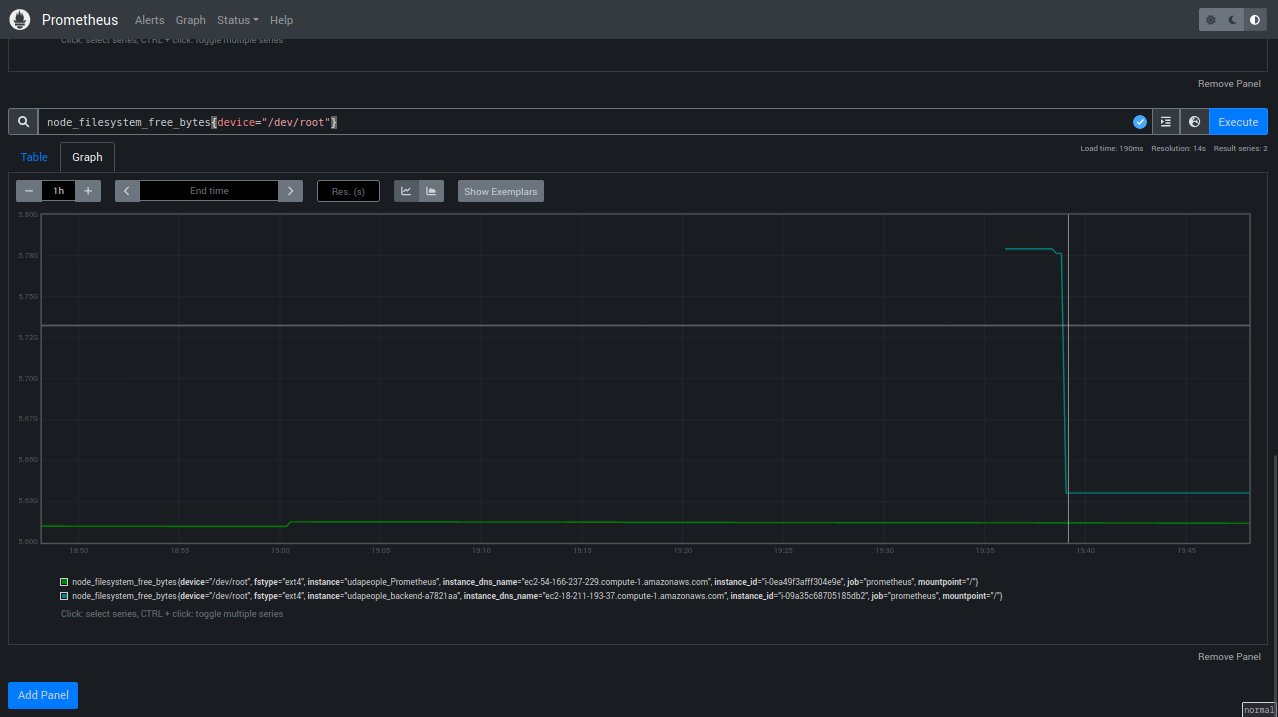 Prometheus Alerts Graph Status Help
Click: select series, CTRL + click: toggle multiple series
Remove Panel
node_filesystem_free_bytes{device="/dev/root"} Execute
Table Graph Load time: 190ms Resolution: 14s Result series: 2
− 1h + < End time > Res. (s) Show Exemplars
5.80G
5.78G
5.75G
5.72G
5.70G
5.67G
5.65G
5.63G
5.60G
18:50 18:55 19:00 19:05 19:10 19:15 19:20 19:25 19:30 19:35 19:40 19:45
node_filesystem_free_bytes{device="/dev/root", fstype="ext4", instance="udapeople_Prometheus", instance_dns_name="ec2-54-166-237-229.compute-1.amazonaws.com", instance_id="i-0ea49f3afff304e9e", job="prometheus", mountpoint="/"}
node_filesystem_free_bytes{device="/dev/root", fstype="ext4", instance="udapeople_backend-a7821aa", instance_dns_name="ec2-18-211-193-37.compute-1.amazonaws.com", instance_id="i-09a35c68705185db2", job="prometheus", mountpoint="/"}
Click: select series, CTRL + click: toggle multiple series
Remove Panel
Add Panel
normal